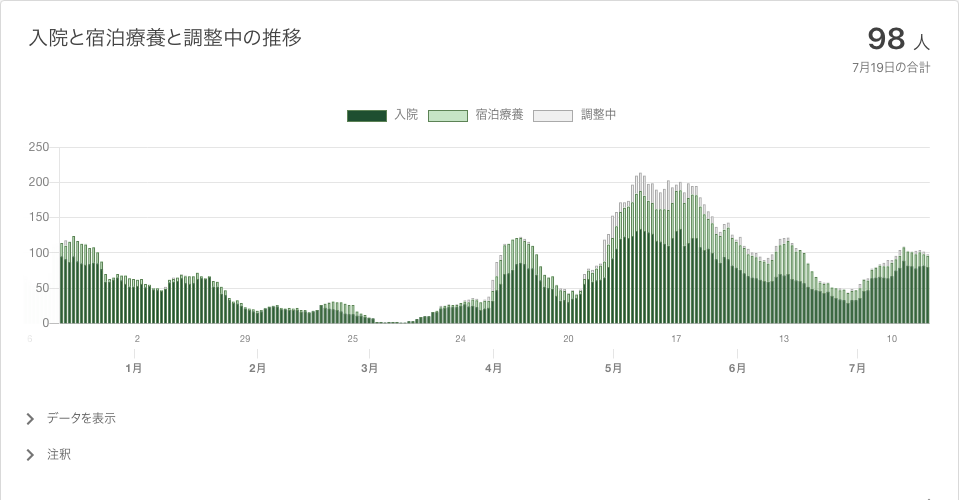 入院と宿泊療養と調整中の推移
98 人
7月19日の合計
入院 宿泊療養 調整中
250
200
150
100
50
0
2 29 25 24 20 17 13 10
1月 2月 3月 4月 5月 6月 7月
データを表示
注釈